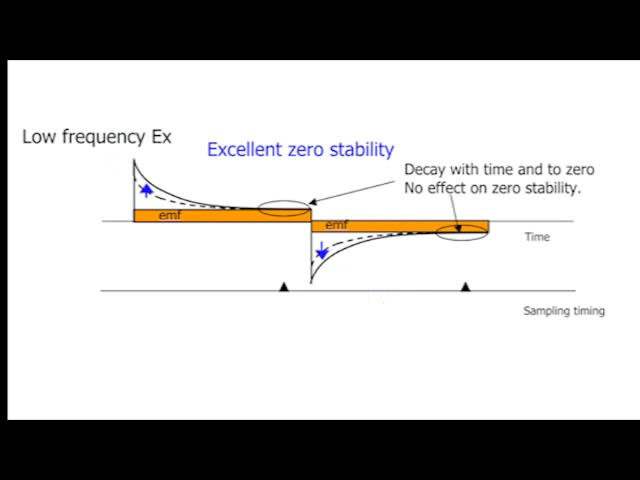 Low frequency Ex
Excellent zero stability
Decay with time and to zero
No effect on zero stability.
emf
emf
Time
Sampling timing